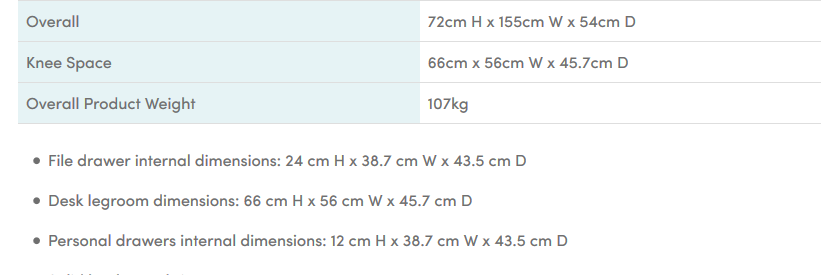 Overall 72cm H x 155cm W x 54cm D
Knee Space 66cm x 56cm W x 45.7cm D
Overall Product Weight 107kg
• File drawer internal dimensions: 24 cm H x 38.7 cm W x 43.5 cm D
• Desk legroom dimensions: 66 cm H x 56 cm W x 45.7 cm D
• Personal drawers internal dimensions: 12 cm H x 38.7 cm W x 43.5 cm D